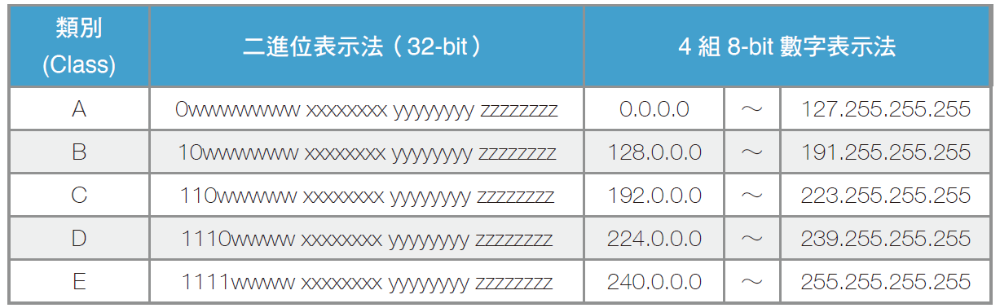 類別 (Class) 二進位表示法（32-bit） 4 組 8-bit 數字表示法
A 0wwwwwww xxxxxxxx yyyyyyyy zzzzzzzz 0.0.0.0 ～ 127.255.255.255
B 10wwwwww xxxxxxxx yyyyyyyy zzzzzzzz 128.0.0.0 ～ 191.255.255.255
C 110wwwww xxxxxxxx yyyyyyyy zzzzzzzz 192.0.0.0 ～ 223.255.255.255
D 1110wwww xxxxxxxx yyyyyyyy zzzzzzzz 224.0.0.0 ～ 239.255.255.255
E 1111wwww xxxxxxxx yyyyyyyy zzzzzzzz 240.0.0.0 ～ 255.255.255.255